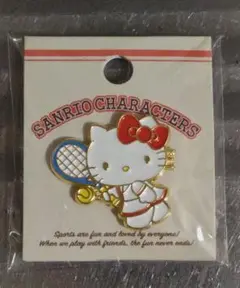 SANRIO CHARACTERS
Sports are fun and loved by everyone!
When we play with friends, the fun never ends!